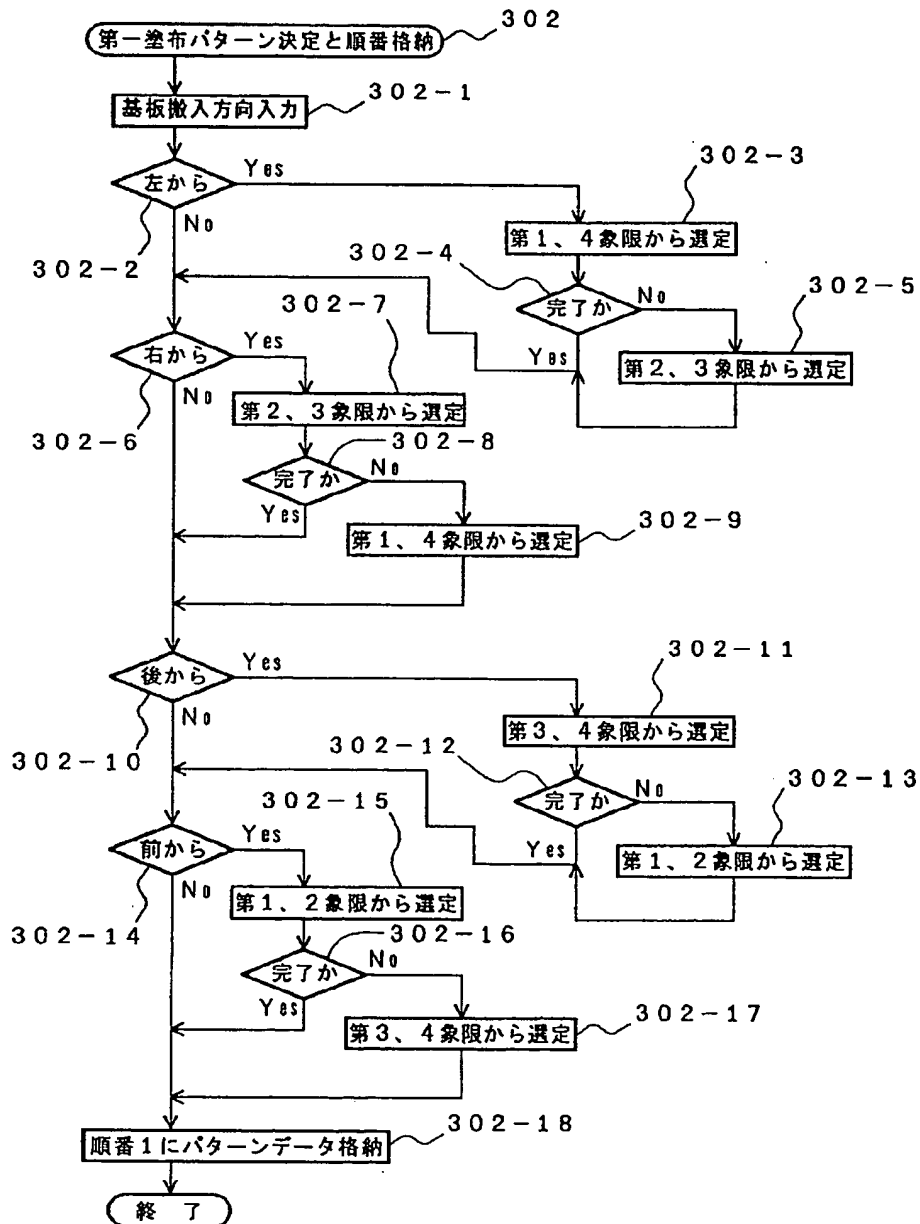 第一塗布パターン決定と順番格納
302
基板搬入方向入力
302-1
左から
Yes
No
302-2
302-3
第1、4象限から選定
302-4
完了か
No
Yes
302-5
第2、3象限から選定
右から
Yes
No
302-6
302-7
第2、3象限から選定
302-8
完了か
No
Yes
302-9
第1、4象限から選定
後から
Yes
No
302-10
302-11
第3、4象限から選定
302-12
完了か
No
Yes
302-13
第1、2象限から選定
前から
Yes
No
302-14
302-15
第1、2象限から選定
302-16
完了か
No
Yes
302-17
第3、4象限から選定
302-18
順番1にパターンデータ格納
終了